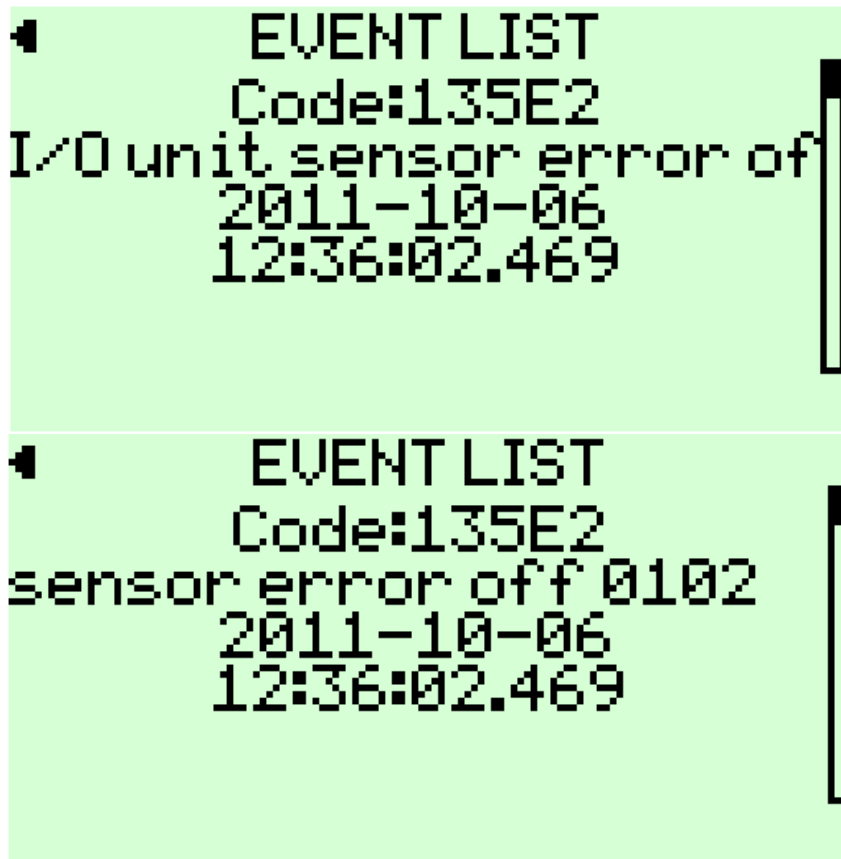 EVENT LIST
Code:135E2
I/O unit sensor error of
2011-10-06
12:36:02.469
EVENT LIST
Code:135E2
sensor error off 0102
2011-10-06
12:36:02.469